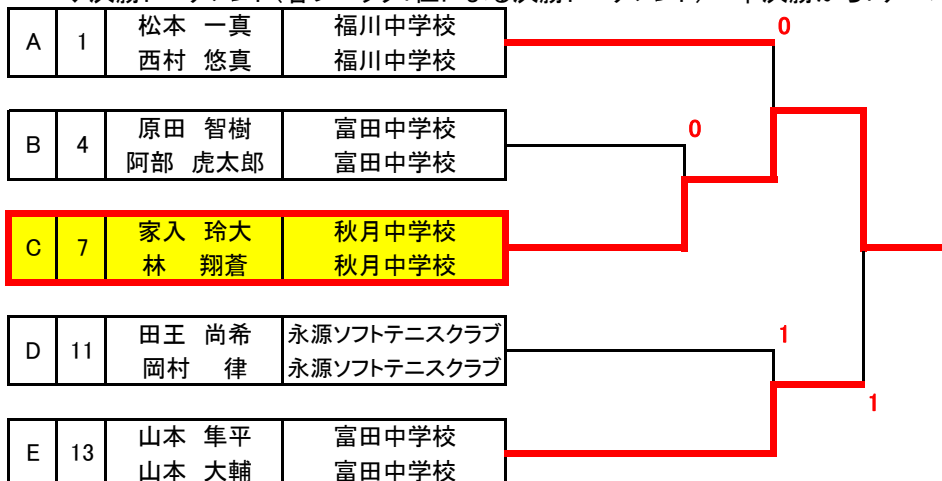 A 1 松本 一真 福川中学校
西村 悠真 福川中学校
0
B 4 原田 智樹 富田中学校
阿部 虎太郎 富田中学校
0
C 7 家入 玲大 秋月中学校
林 翔蒼 秋月中学校
D 11 田王 尚希 永源ソフトテニスクラブ
岡村 律 永源ソフトテニスクラブ
1
1
E 13 山本 隼平 富田中学校
山本 大輔 富田中学校